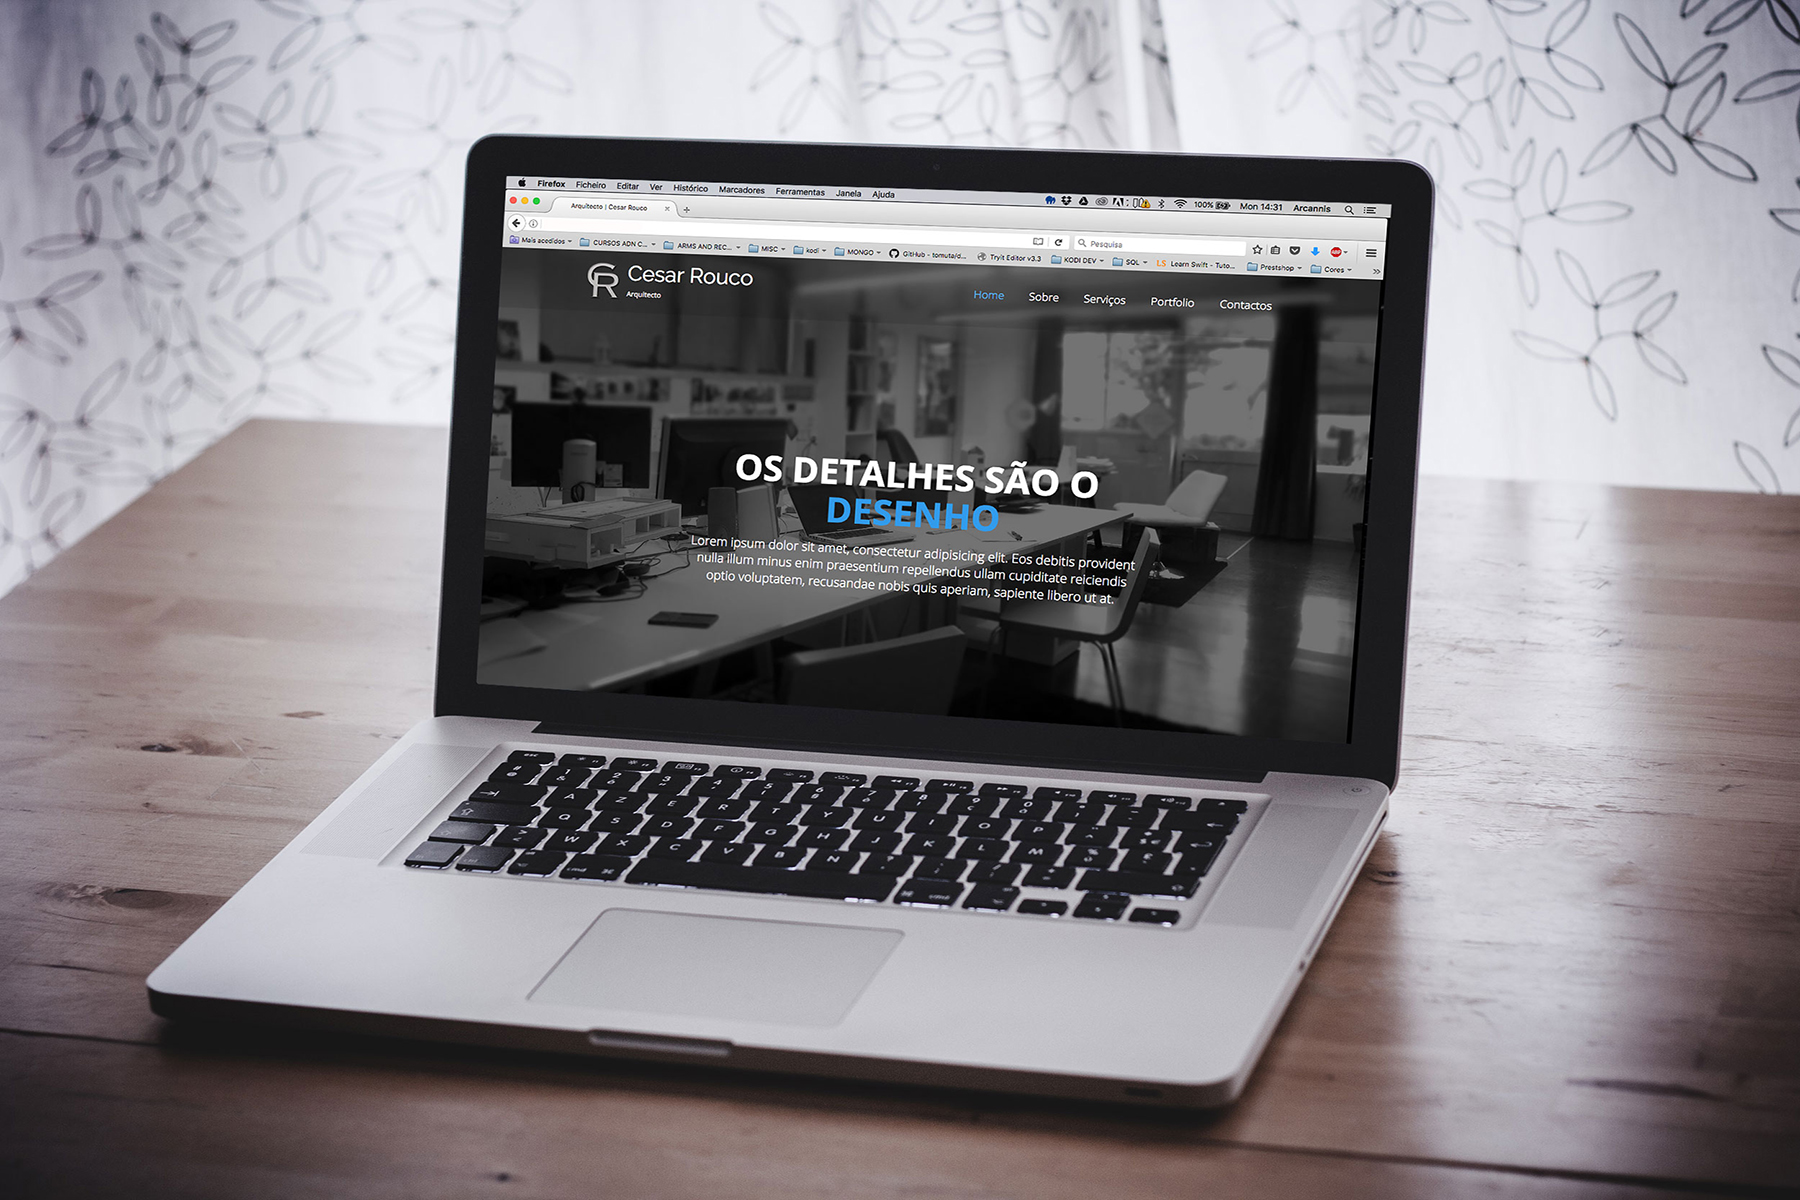 Firefox Ficheiro Editar Ver Histórico Marcadores Ferramentas Janela Ajuda
100% Mon 14:31 Arcannis
Arquitecto | Cesar Rouco
Pesquisa
Mais acedidos CURSOS ADN C... ARMS AND REC... MISC kodi MONGO GitHub - tomuta/d... Tryit Editor v3.3 KODI DEV SQL LS Learn Swift - Tuto... Prestshop Cores
CR Cesar Rouco
Arquitecto
Home Sobre Serviços Portfolio Contactos
OS DETALHES SÃO O
DESENHO
Lorem ipsum dolor sit amet, consectetur adipisicing elit. Eos debitis provident
nulla illum minus enim praesentium repellendus ullam cupiditate reiciendis
optio voluptatem, recusandae nobis quis aperiam, sapiente libero ut at.
A Z E R T Y U I O P
Q S D F G H J K L M
W X C V B N